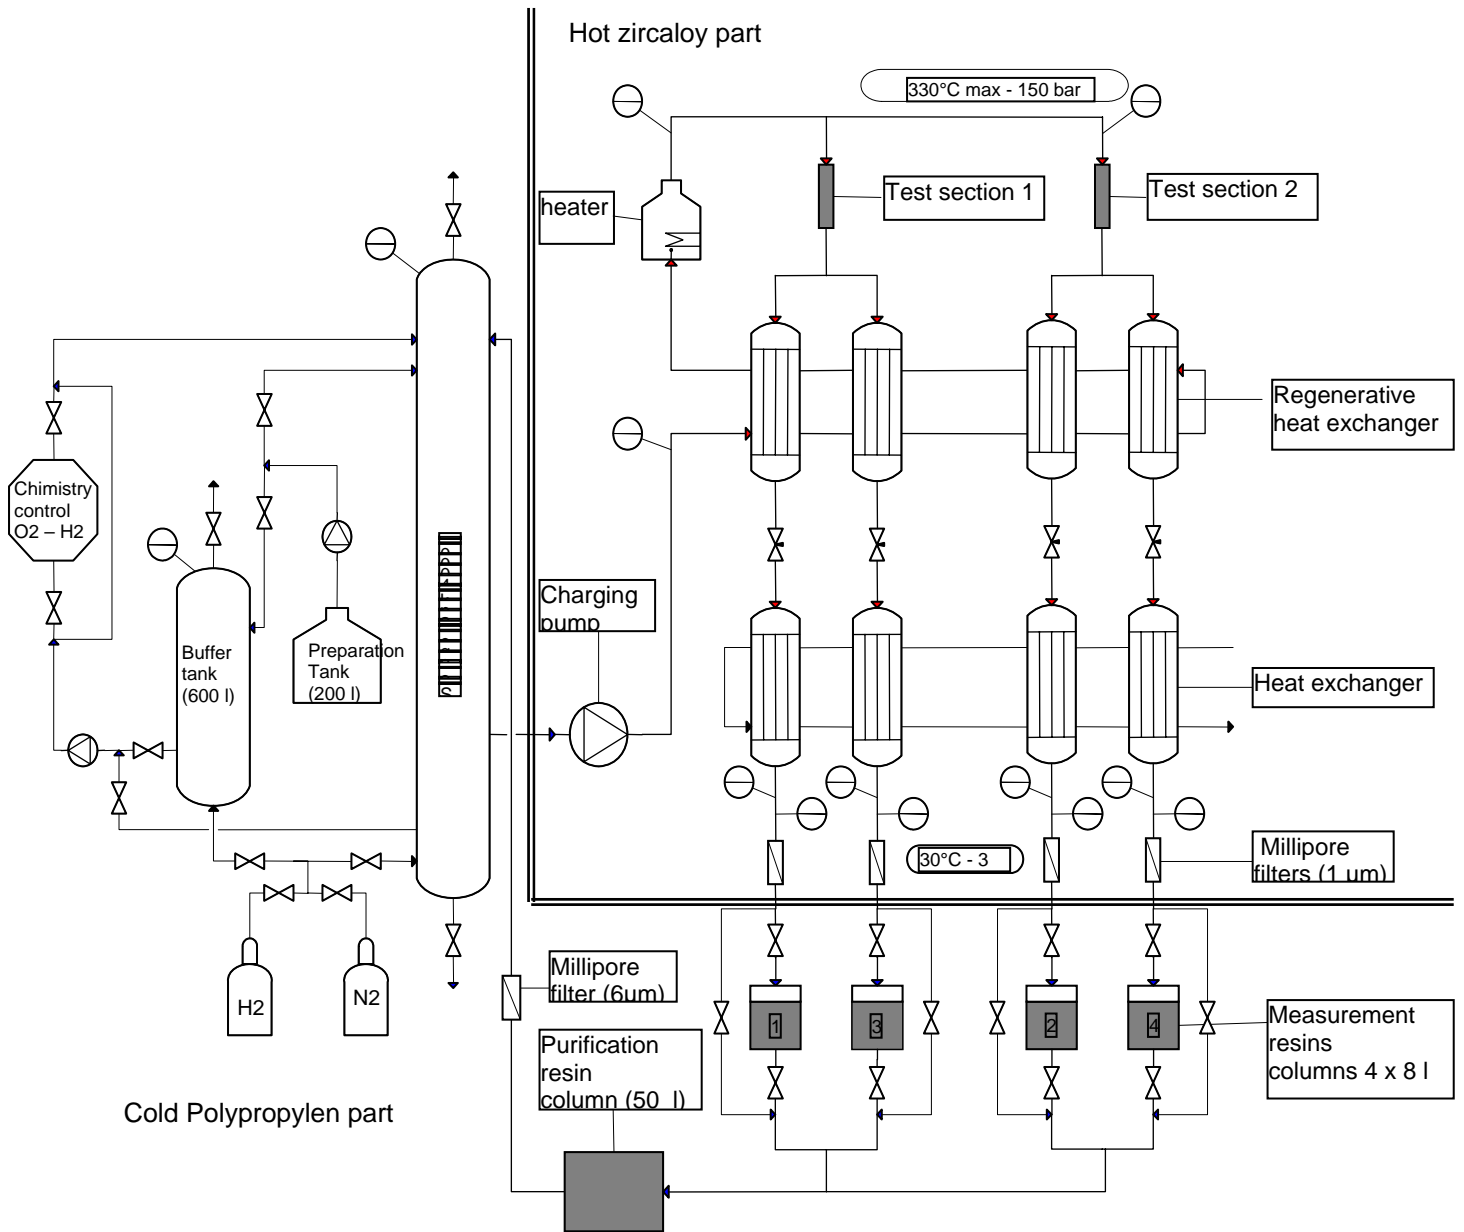 Hot zircaloy part
330°C max - 150 bar
heater
Test section 1
Test section 2
Regenerative
heat exchanger
Chimistry
control
O2 – H2
Buffer
tank
(600 l)
Preparation
Tank
(200 l)
Charging
pump
Heat exchanger
30°C - 3
Millipore
filters (1 µm)
H2
N2
Millipore
filter (6µm)
1
3
2
4
Measurement
resins
columns 4 x 8 l
Purification
resin
column (50 l)
Cold Polypropylen part